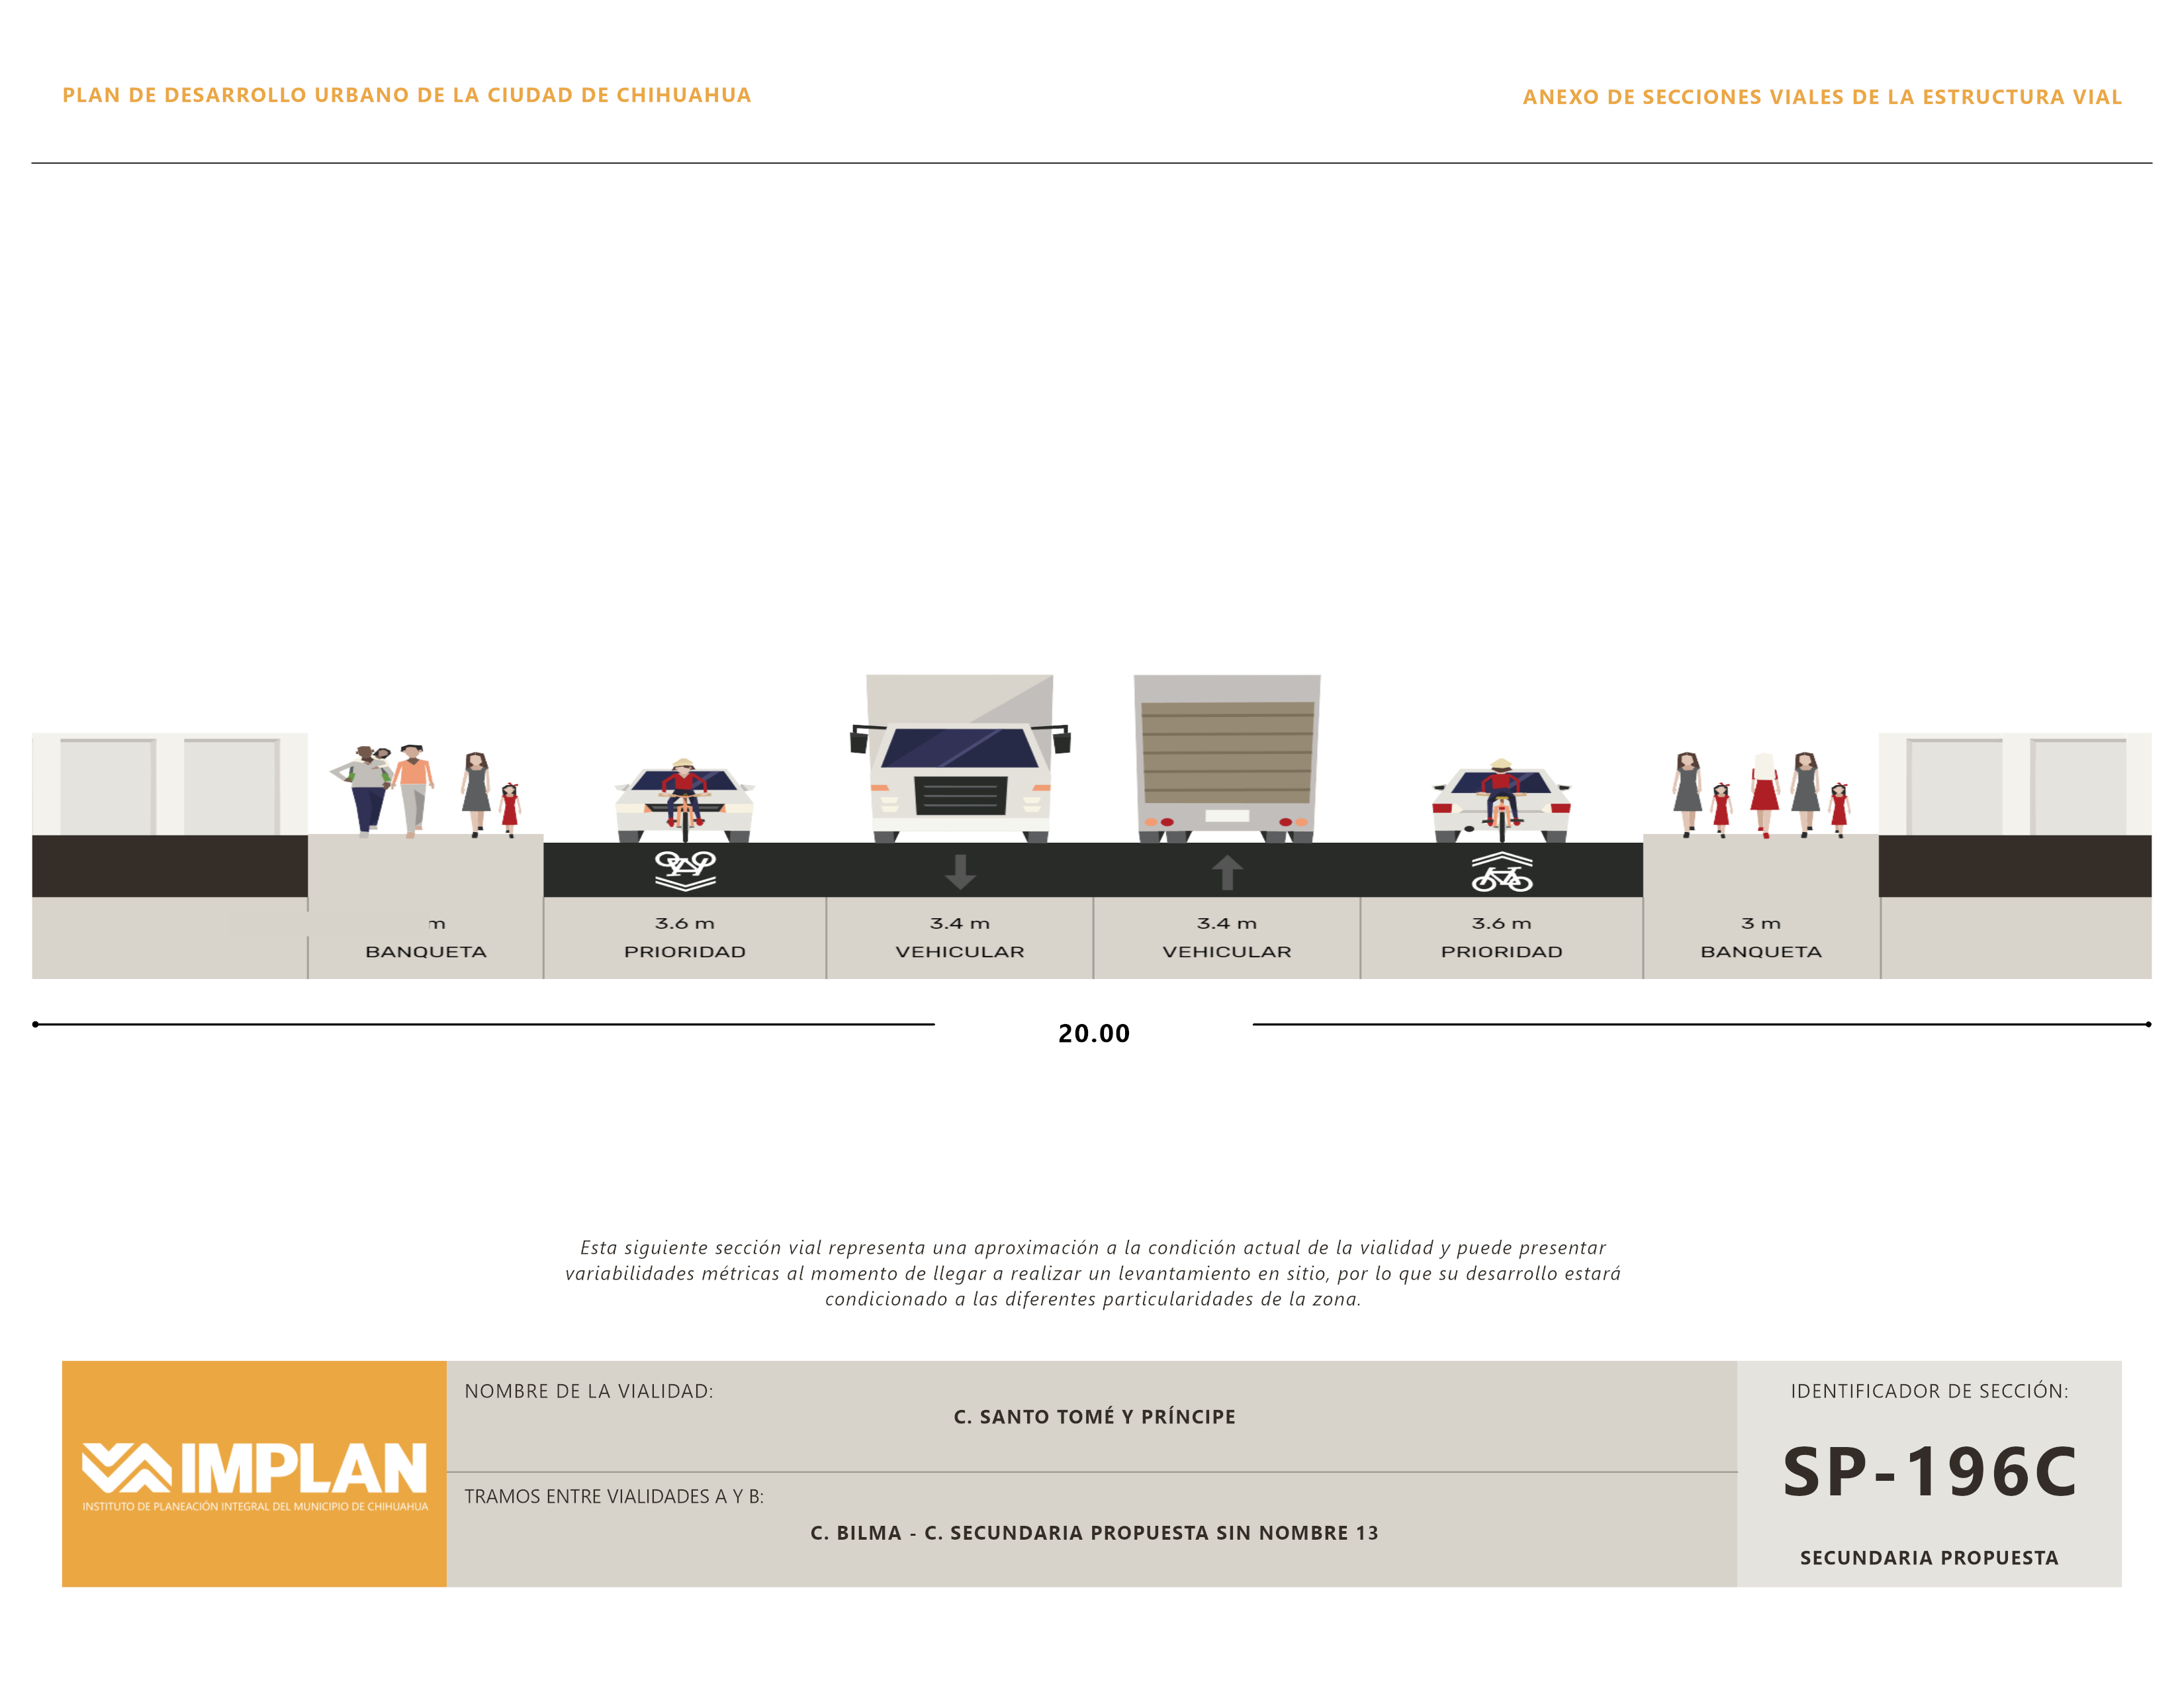 PLAN DE DESARROLLO URBANO DE LA CIUDAD DE CHIHUAHUA
ANEXO DE SECCIONES VIALES DE LA ESTRUCTURA VIAL
m
BANQUETA
3.6 m
PRIORIDAD
3.4 m
VEHICULAR
3.4 m
VEHICULAR
3.6 m
PRIORIDAD
3 m
BANQUETA
20.00
Esta siguiente sección vial representa una aproximación a la condición actual de la vialidad y puede presentar
variabilidades métricas al momento de llegar a realizar un levantamiento en sitio, por lo que su desarrollo estará
condicionado a las diferentes particularidades de la zona.
IMPLAN
INSTITUTO DE PLANEACIÓN INTEGRAL DEL MUNICIPIO DE CHIHUAHUA
NOMBRE DE LA VIALIDAD:
C. SANTO TOMÉ Y PRÍNCIPE
TRAMOS ENTRE VIALIDADES A Y B:
C. BILMA - C. SECUNDARIA PROPUESTA SIN NOMBRE 13
IDENTIFICADOR DE SECCIÓN:
SP-196C
SECUNDARIA PROPUESTA